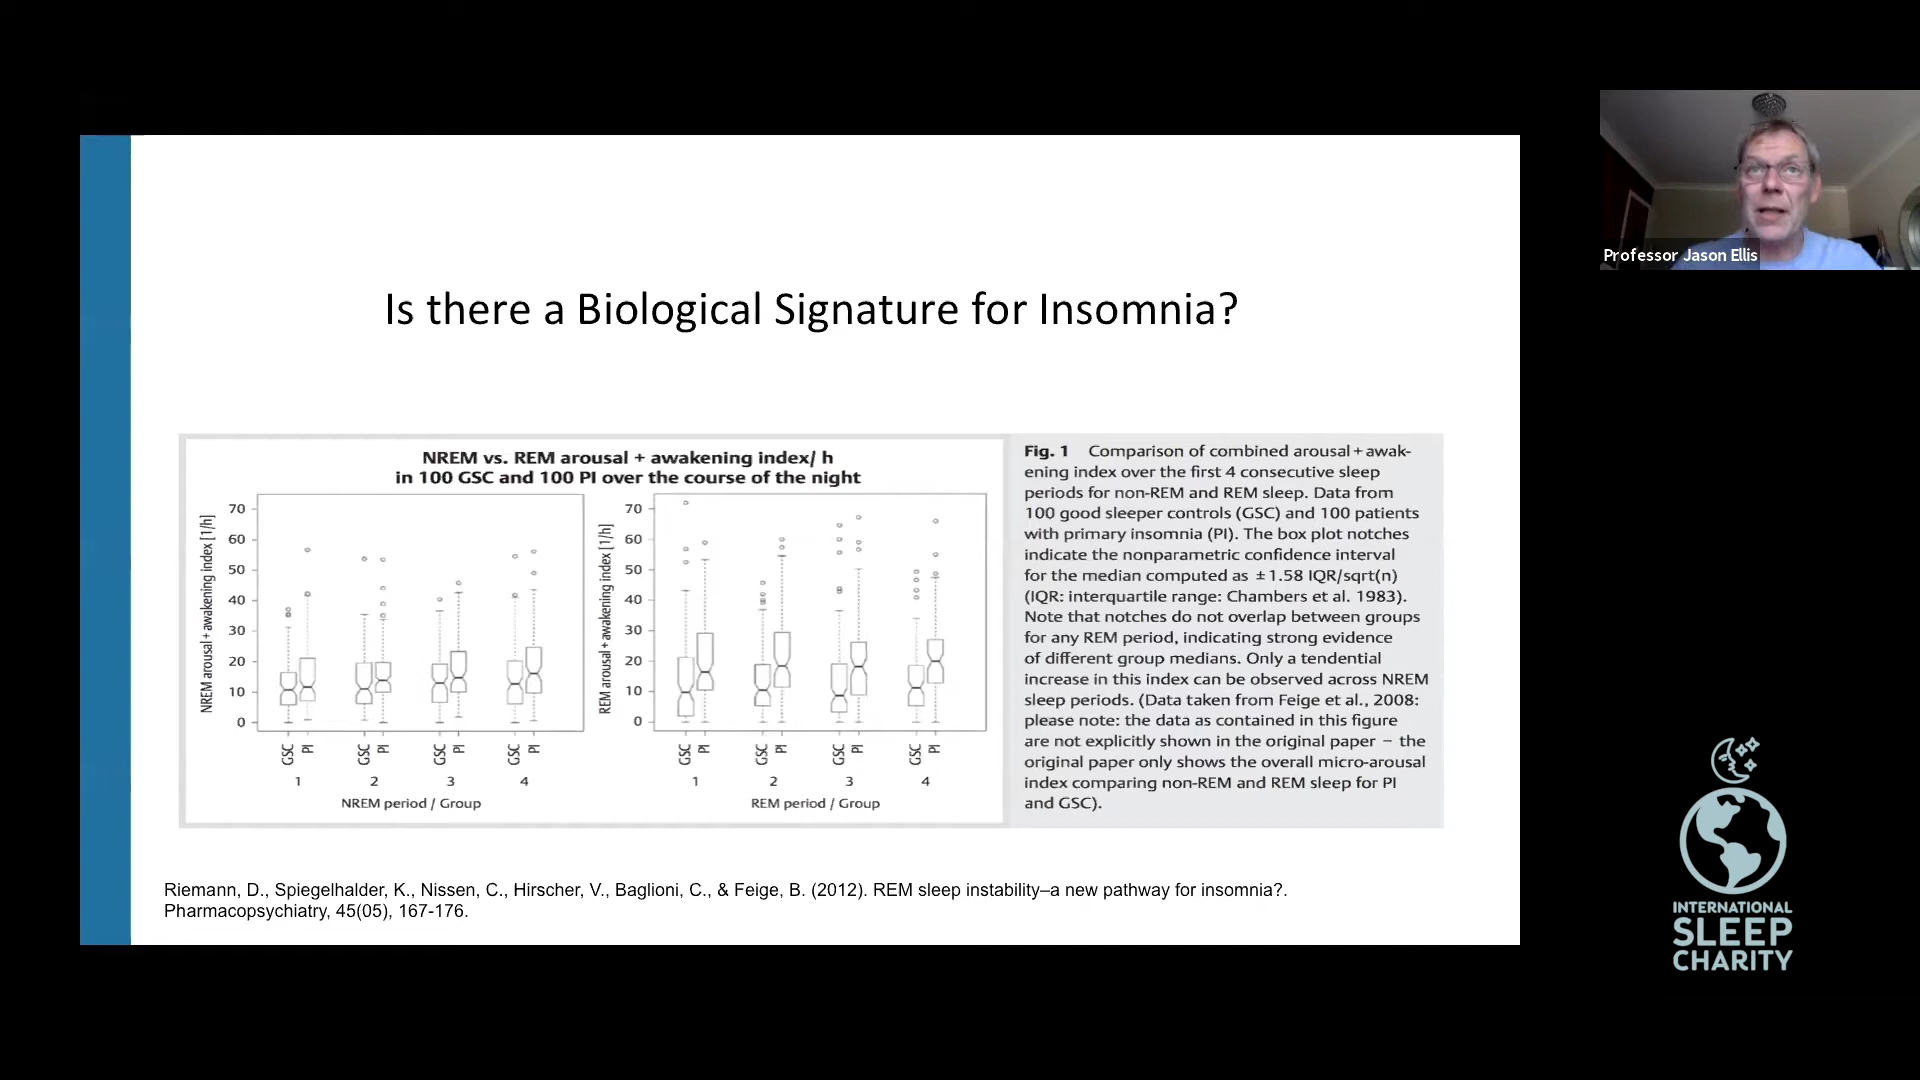 Is there a Biological Signature for Insomnia?
NREM vs. REM arousal + awakening index/ h
in 100 GSC and 100 PI over the course of the night
NREM arousal + awakening index [1/h]
70
60
50
40
30
20
10
0
GSC PI GSC PI GSC PI GSC PI
1 2 3 4
NREM period / Group
REM arousal + awakening index [1/h]
70
60
50
40
30
20
10
0
GSC PI GSC PI GSC PI GSC PI
1 2 3 4
REM period / Group
Fig. 1 Comparison of combined arousal + awak-
ening index over the first 4 consecutive sleep
periods for non-REM and REM sleep. Data from
100 good sleeper controls (GSC) and 100 patients
with primary insomnia (PI). The box plot notches
indicate the nonparametric confidence interval
for the median computed as ±1.58 IQR/sqrt(n)
(IQR: interquartile range: Chambers et al. 1983).
Note that notches do not overlap between groups
for any REM period, indicating strong evidence
of different group medians. Only a tendential
increase in this index can be observed across NREM
sleep periods. (Data taken from Feige et al., 2008:
please note: the data as contained in this figure
are not explicitly shown in the original paper – the
original paper only shows the overall micro-arousal
index comparing non-REM and REM sleep for PI
and GSC).
Riemann, D., Spiegelhalder, K., Nissen, C., Hirscher, V., Baglioni, C., & Feige, B. (2012). REM sleep instability–a new pathway for insomnia?.
Pharmacopsychiatry, 45(05), 167-176.
Professor Jason Ellis
INTERNATIONAL
SLEEP
CHARITY